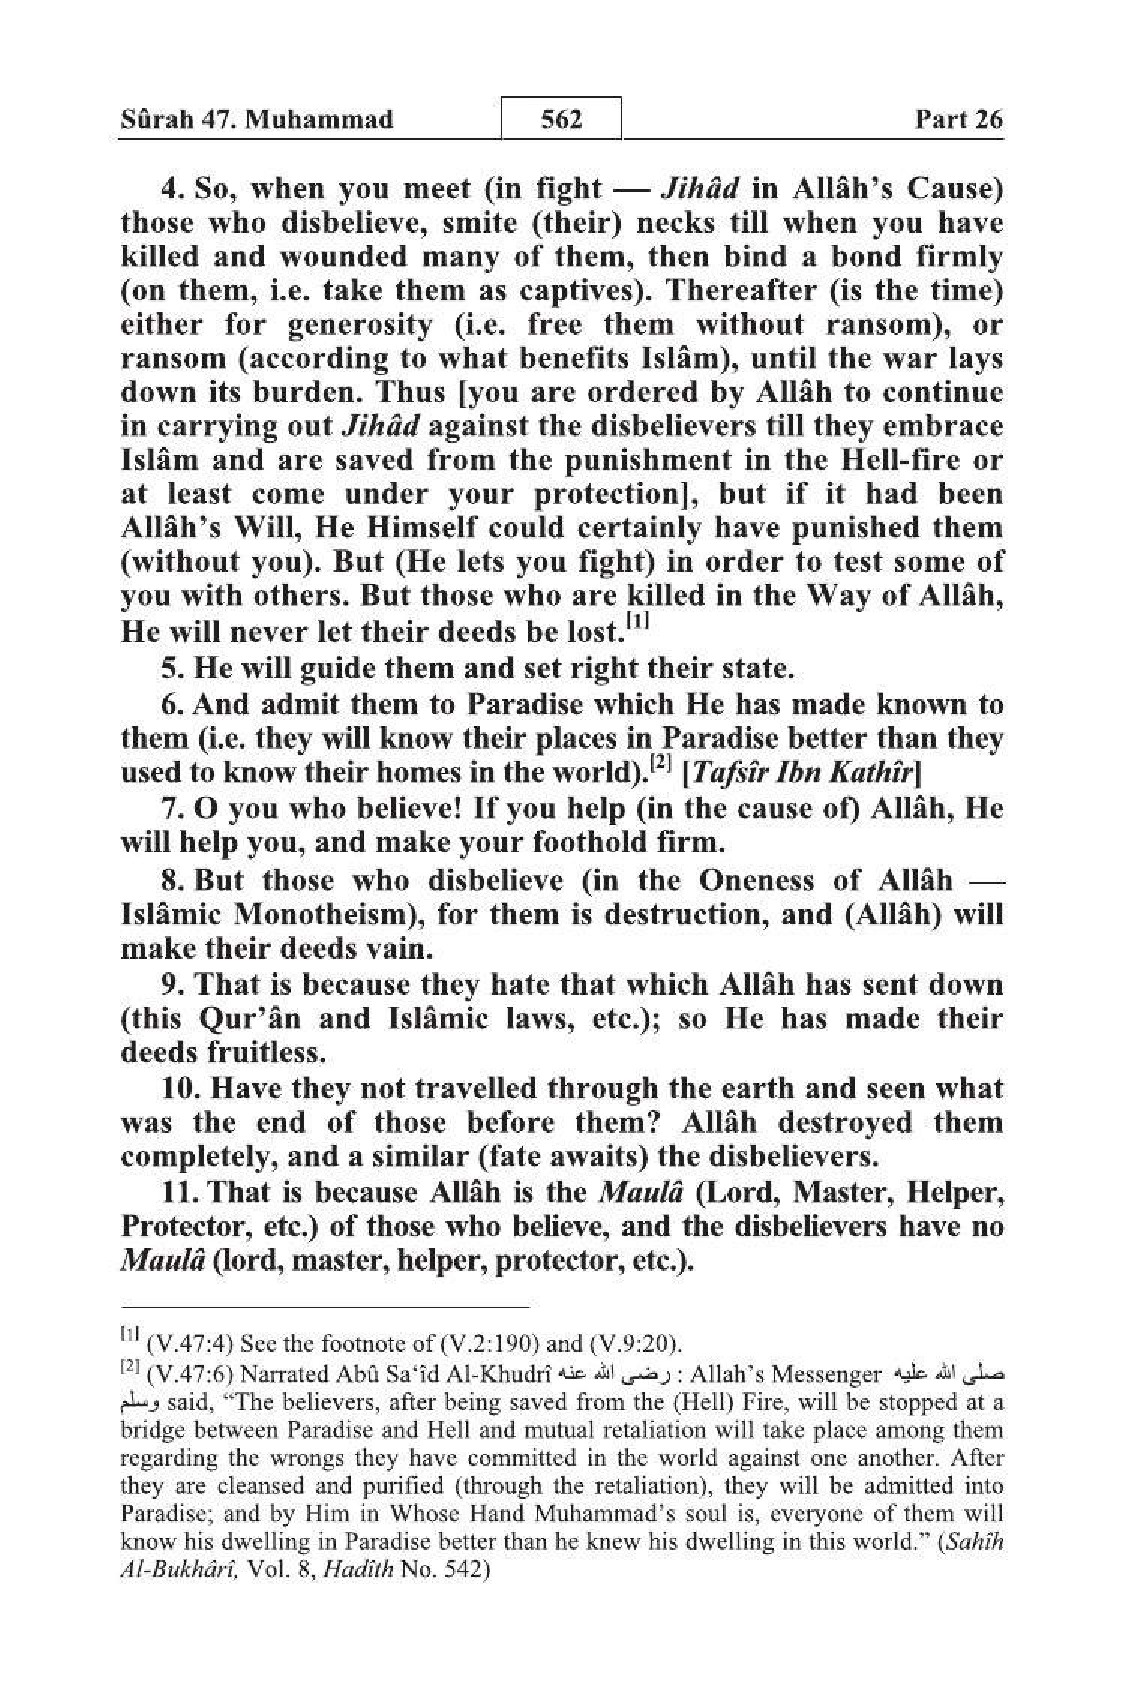 Sûrah 47. Muhammad 562 Part 26
4. So, when you meet (in fight — Jihâd in Allâh’s Cause)
those who disbelieve, smite (their) necks till when you have
killed and wounded many of them, then bind a bond firmly
(on them, i.e. take them as captives). Thereafter (is the time)
either for generosity (i.e. free them without ransom), or
ransom (according to what benefits Islâm), until the war lays
down its burden. Thus [you are ordered by Allâh to continue
in carrying out Jihâd against the disbelievers till they embrace
Islâm and are saved from the punishment in the Hell-fire or
at least come under your protection], but if it had been
Allâh’s Will, He Himself could certainly have punished them
(without you). But (He lets you fight) in order to test some of
you with others. But those who are killed in the Way of Allâh,
He will never let their deeds be lost.[1]
5. He will guide them and set right their state.
6. And admit them to Paradise which He has made known to
them (i.e. they will know their places in Paradise better than they
used to know their homes in the world).[2] [Tafsîr Ibn Kathîr]
7. O you who believe! If you help (in the cause of) Allâh, He
will help you, and make your foothold firm.
8. But those who disbelieve (in the Oneness of Allâh —
Islâmic Monotheism), for them is destruction, and (Allâh) will
make their deeds vain.
9. That is because they hate that which Allâh has sent down
(this Qur’ân and Islâmic laws, etc.); so He has made their
deeds fruitless.
10. Have they not travelled through the earth and seen what
was the end of those before them? Allâh destroyed them
completely, and a similar (fate awaits) the disbelievers.
11. That is because Allâh is the Maulâ (Lord, Master, Helper,
Protector, etc.) of those who believe, and the disbelievers have no
Maulâ (lord, master, helper, protector, etc.).
[1] (V.47:4) See the footnote of (V.2:190) and (V.9:20).
[2] (V.47:6) Narrated Abû Sa‘îd Al-Khudrî رضى الله عنه : Allah’s Messenger صلى الله عليه
وسلم said, “The believers, after being saved from the (Hell) Fire, will be stopped at a
bridge between Paradise and Hell and mutual retaliation will take place among them
regarding the wrongs they have committed in the world against one another. After
they are cleansed and purified (through the retaliation), they will be admitted into
Paradise; and by Him in Whose Hand Muhammad’s soul is, everyone of them will
know his dwelling in Paradise better than he knew his dwelling in this world.” (Sahîh
Al-Bukhârî, Vol. 8, Hadîth No. 542)